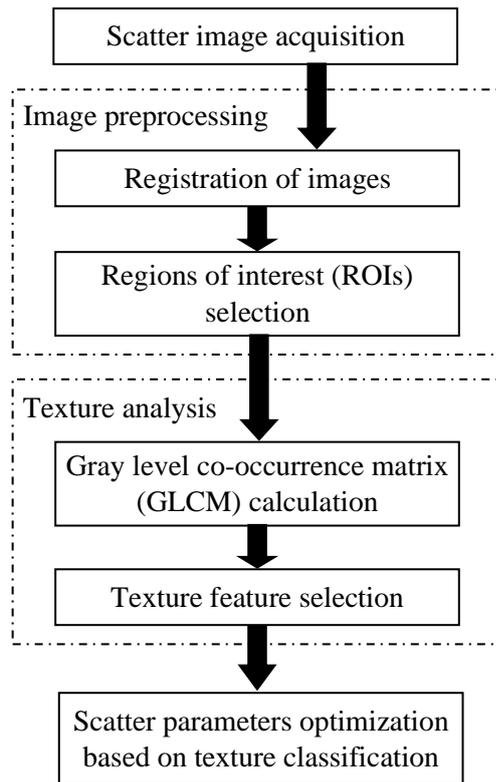 Scatter image acquisition
Image preprocessing
Registration of images
Regions of interest (ROIs)
selection
Texture analysis
Gray level co-occurrence matrix
(GLCM) calculation
Texture feature selection
Scatter parameters optimization
based on texture classification